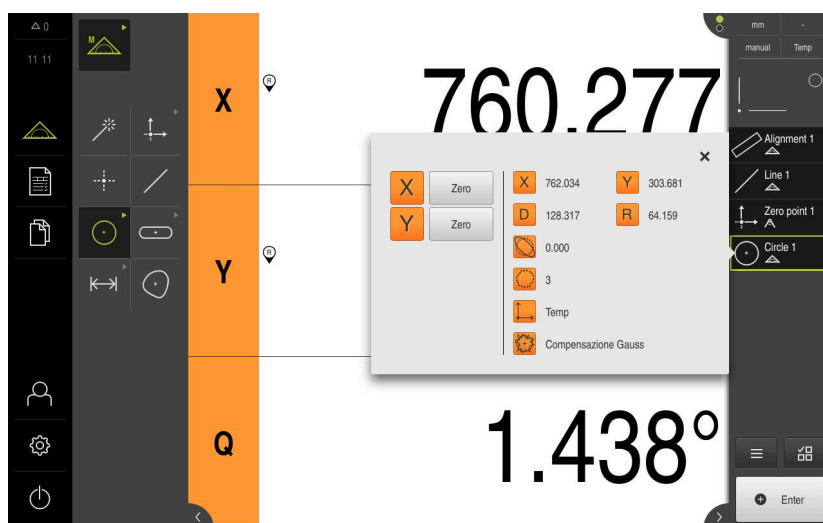 0
11 11
M
X
R
760.277
X Zero
Y Zero
X 762.034 Y 303.681
D 128.317 R 64.159
0.000
3
Temp
Compensazione Gauss
Y
R
Q
1.438°
mm -
manual Temp
Alignment 1
Line 1
Zero point 1
Circle 1
Enter